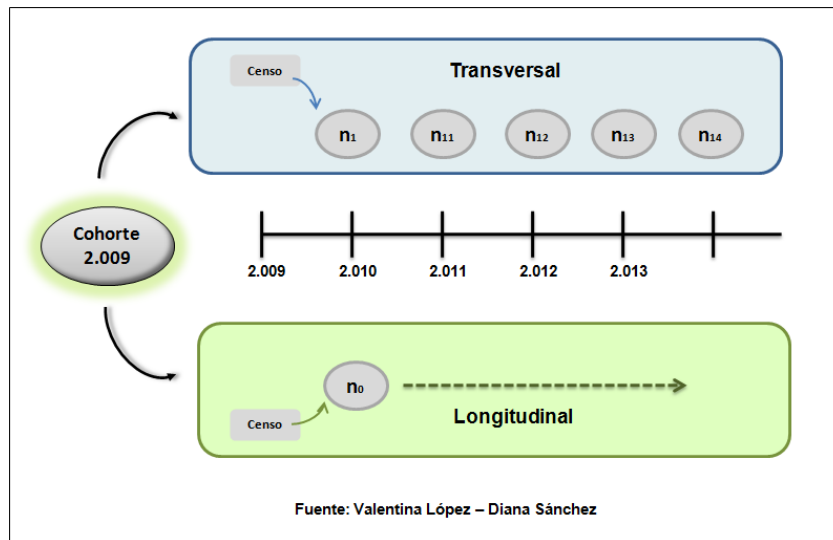 Censo
Transversal
n1
n11
n12
n13
n14
Cohorte
2.009
2.009
2.010
2.011
2.012
2.013
n0
Censo
Longitudinal
Fuente: Valentina López – Diana Sánchez